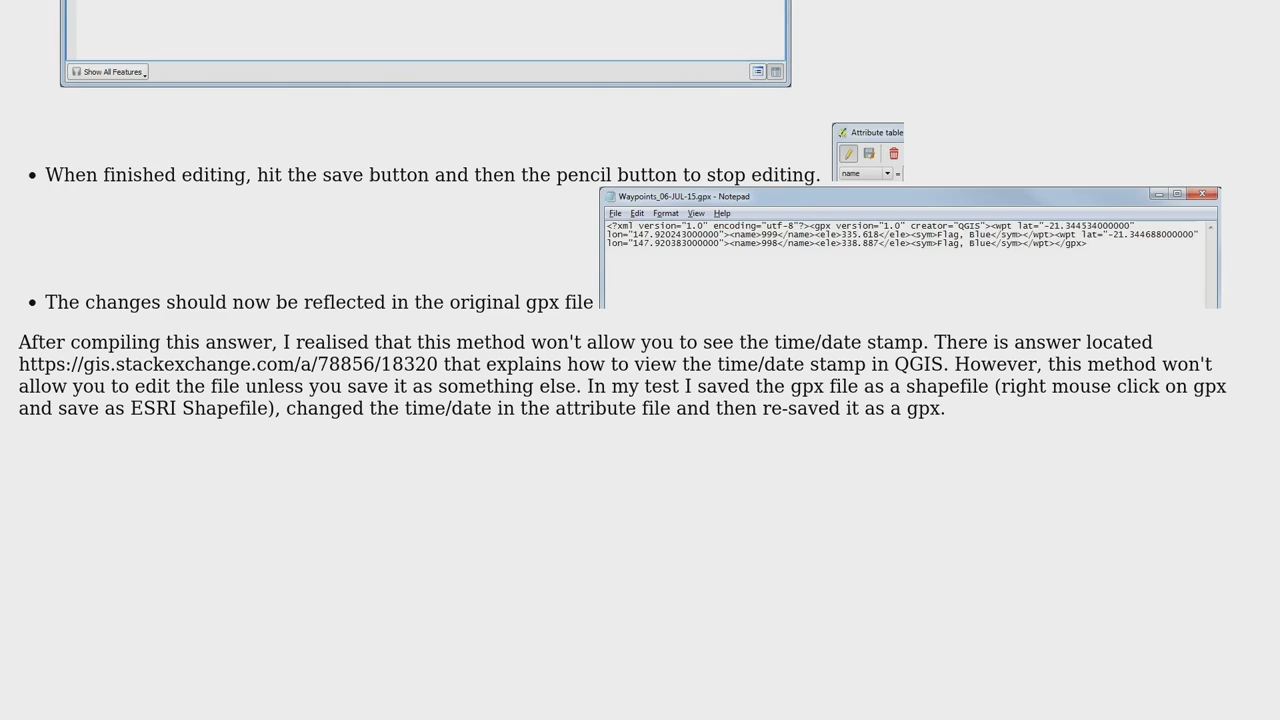 Show All Features
Attribute table
• When finished editing, hit the save button and then the pencil button to stop editing.
name =
Waypoints_06-JUL-15.gpx - Notepad
File Edit Format View Help
<?xml version="1.0" encoding="utf-8"?><gpx version="1.0" creator="QGIS"><wpt lat="-21.344534000000"
lon="147.920243000000"><name>999</name><ele>335.618</ele><sym>Flag, Blue</sym></wpt><wpt lat="-21.344688000000"
lon="147.920383000000"><name>998</name><ele>338.887</ele><sym>Flag, Blue</sym></wpt></gpx>
• The changes should now be reflected in the original gpx file
After compiling this answer, I realised that this method won't allow you to see the time/date stamp. There is answer located
https://gis.stackexchange.com/a/78856/18320 that explains how to view the time/date stamp in QGIS. However, this method won't
allow you to edit the file unless you save it as something else. In my test I saved the gpx file as a shapefile (right mouse click on gpx
and save as ESRI Shapefile), changed the time/date in the attribute file and then re-saved it as a gpx.